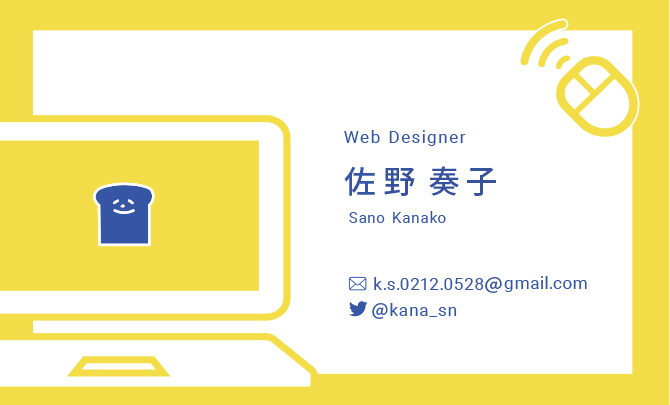 Web Designer
佐野 奏子
Sano Kanako
k.s.0212.0528@gmail.com
@kana_sn